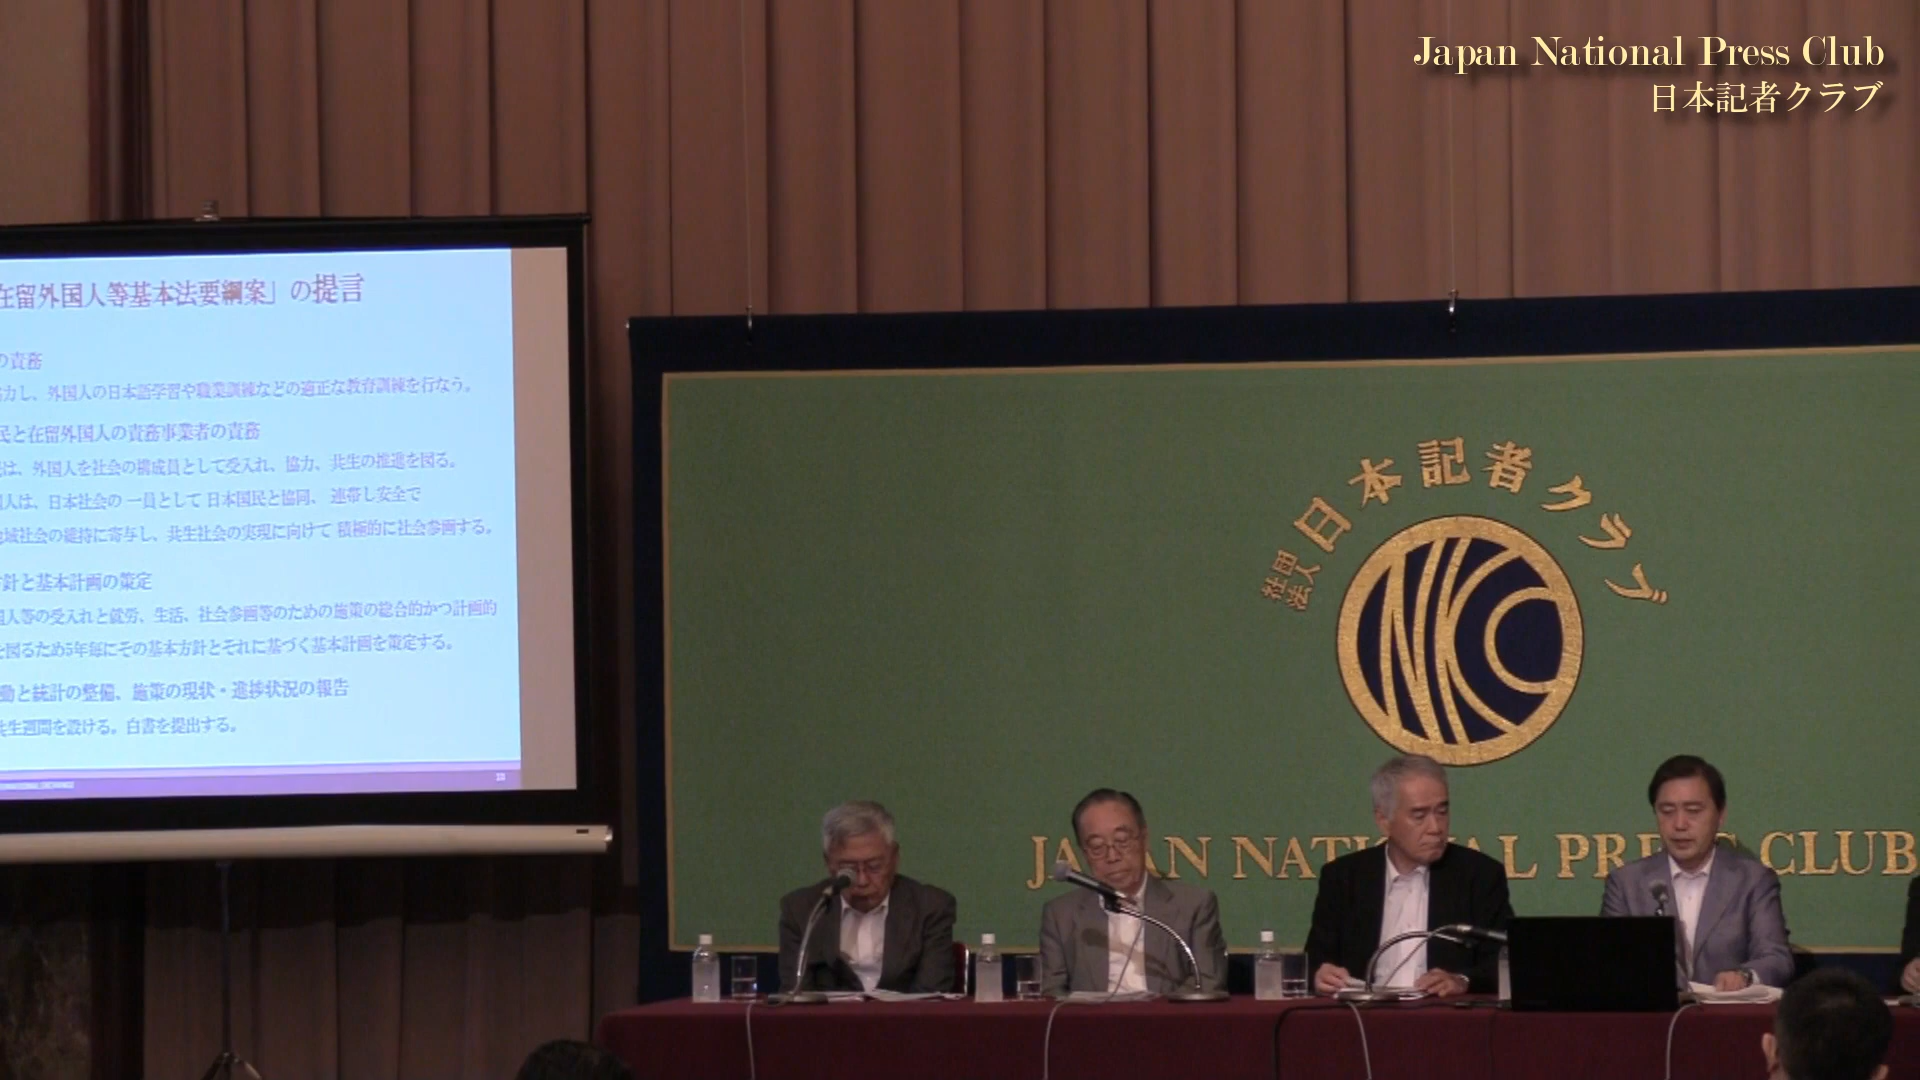 Japan National Press Club
日本記者クラブ
在留外国人等基本法要綱案」の提言
の責務
協力し、外国人の日本語学習や職業訓練などの適正な教育訓練を行なう。
民と在留外国人の責務事業者の責務
は、外国人を社会の構成員として受入れ、協力、共生の推進を図る。
国人は、日本社会の 一員として 日本国民と協同、 連帯し安全で
地域社会の維持に寄与し、共生社会の実現に向けて 積極的に社会参画する。
方針と基本計画の策定
国人等の受入れと就労、生活、社会参画等のための施策の総合的かつ計画的
を図るため5年毎にその基本方針とそれに基づく基本計画を策定する。
動と統計の整備、施策の現状・進捗状況の報告
共生週間を設ける。白書を提出する。
社団法人
日本記者クラブ
NKC
JAPAN NATIONAL PRESS CLUB